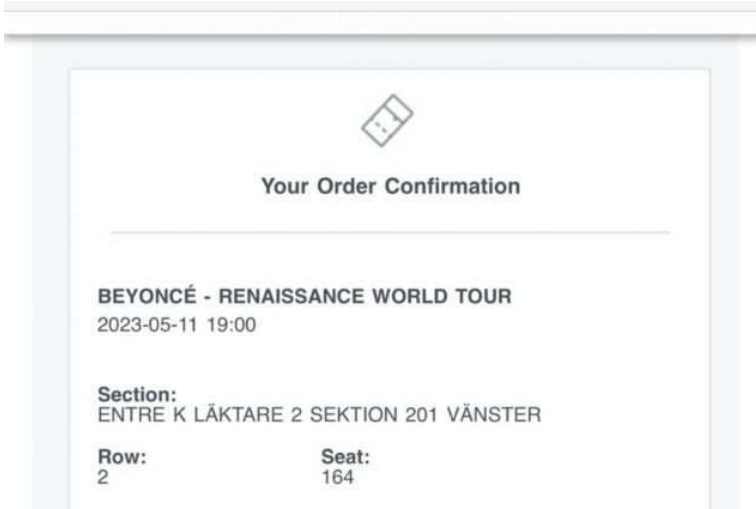 Your Order Confirmation
BEYONCÉ - RENAISSANCE WORLD TOUR
2023-05-11 19:00
Section:
ENTRE K LÄKTARE 2 SEKTION 201 VÄNSTER
Row: Seat:
2 164